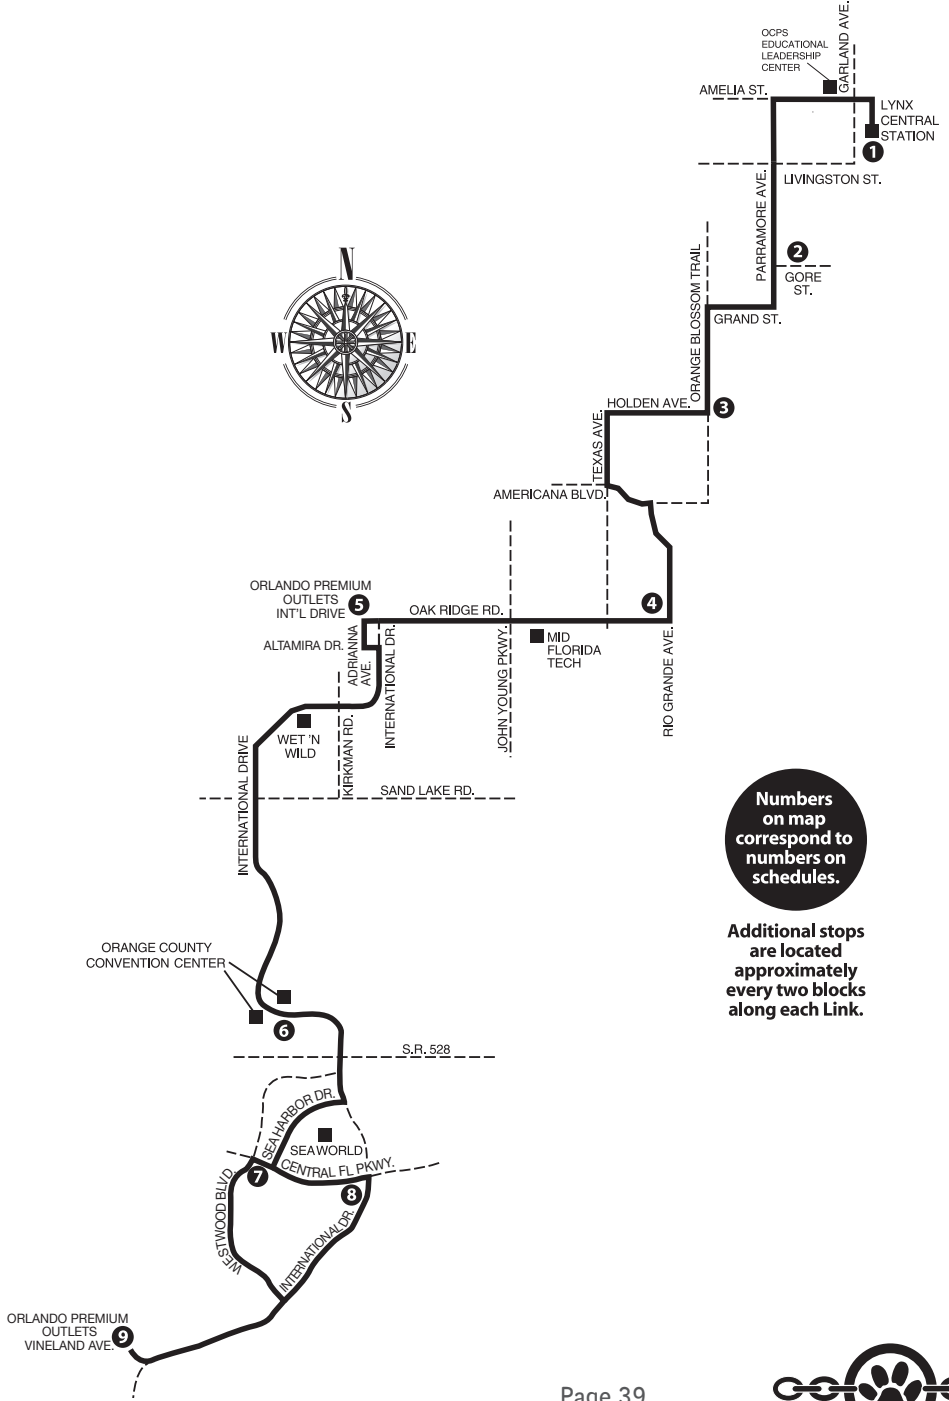 OCPS
EDUCATIONAL
LEADERSHIP
CENTER
GARLAND AVE.
AMELIA ST.
LYNX
CENTRAL
STATION
1
LIVINGSTON ST.
PARRAMORE AVE.
2
GORE
ST.
ORANGE BLOSSOM TRAIL
GRAND ST.
N
W
E
S
HOLDEN AVE.
3
TEXAS AVE.
AMERICANA BLVD.
ORLANDO PREMIUM
OUTLETS
INT'L DRIVE
5
OAK RIDGE RD.
4
ALTAMIRA DR.
ADRIANNA
AVE.
INTERNATIONAL DR.
JOHN YOUNG PKWY.
MID
FLORIDA
TECH
RIO GRANDE AVE.
WET 'N
WILD
KIRKMAN RD.
INTERNATIONAL DRIVE
SAND LAKE RD.
Numbers
on map
correspond to
numbers on
schedules.
Additional stops
are located
approximately
every two blocks
along each Link.
ORANGE COUNTY
CONVENTION CENTER
6
S.R. 528
SEA HARBOR DR.
SEAWORLD
7
CENTRAL FL PKWY.
8
WESTWOOD BLVD.
INTERNATIONAL DR.
ORLANDO PREMIUM
OUTLETS
VINELAND AVE.
9
Page 39